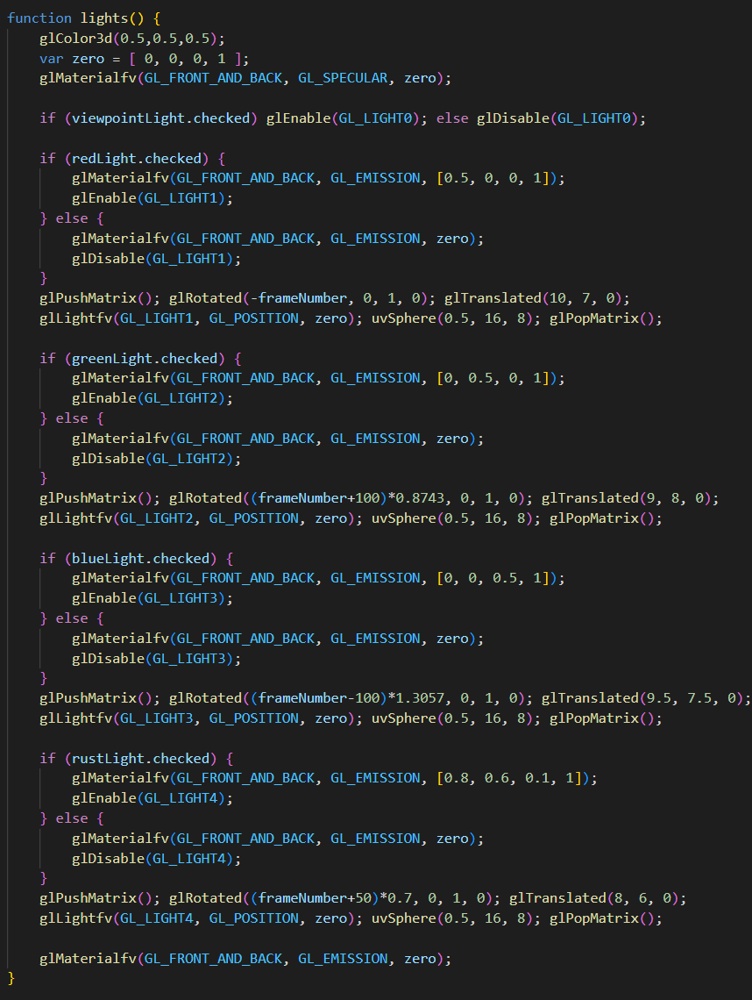 function lights() {
    glColor3d(0.5,0.5,0.5);
    var zero = [ 0, 0, 0, 1 ];
    glMaterialfv(GL_FRONT_AND_BACK, GL_SPECULAR, zero);

    if (viewpointLight.checked) glEnable(GL_LIGHT0); else glDisable(GL_LIGHT0);

    if (redLight.checked) {
        glMaterialfv(GL_FRONT_AND_BACK, GL_EMISSION, [0.5, 0, 0, 1]);
        glEnable(GL_LIGHT1);
    } else {
        glMaterialfv(GL_FRONT_AND_BACK, GL_EMISSION, zero);
        glDisable(GL_LIGHT1);
    }
    glPushMatrix(); glRotated(-frameNumber, 0, 1, 0); glTranslated(10, 7, 0);
    glLightfv(GL_LIGHT1, GL_POSITION, zero); uvSphere(0.5, 16, 8); glPopMatrix();

    if (greenLight.checked) {
        glMaterialfv(GL_FRONT_AND_BACK, GL_EMISSION, [0, 0.5, 0, 1]);
        glEnable(GL_LIGHT2);
    } else {
        glMaterialfv(GL_FRONT_AND_BACK, GL_EMISSION, zero);
        glDisable(GL_LIGHT2);
    }
    glPushMatrix(); glRotated((frameNumber+100)*0.8743, 0, 1, 0); glTranslated(9, 8, 0);
    glLightfv(GL_LIGHT2, GL_POSITION, zero); uvSphere(0.5, 16, 8); glPopMatrix();

    if (blueLight.checked) {
        glMaterialfv(GL_FRONT_AND_BACK, GL_EMISSION, [0, 0, 0.5, 1]);
        glEnable(GL_LIGHT3);
    } else {
        glMaterialfv(GL_FRONT_AND_BACK, GL_EMISSION, zero);
        glDisable(GL_LIGHT3);
    }
    glPushMatrix(); glRotated((frameNumber-100)*1.3057, 0, 1, 0); glTranslated(9.5, 7.5, 0);
    glLightfv(GL_LIGHT3, GL_POSITION, zero); uvSphere(0.5, 16, 8); glPopMatrix();

    if (rustLight.checked) {
        glMaterialfv(GL_FRONT_AND_BACK, GL_EMISSION, [0.8, 0.6, 0.1, 1]);
        glEnable(GL_LIGHT4);
    } else {
        glMaterialfv(GL_FRONT_AND_BACK, GL_EMISSION, zero);
        glDisable(GL_LIGHT4);
    }
    glPushMatrix(); glRotated((frameNumber+50)*0.7, 0, 1, 0); glTranslated(8, 6, 0);
    glLightfv(GL_LIGHT4, GL_POSITION, zero); uvSphere(0.5, 16, 8); glPopMatrix();

    glMaterialfv(GL_FRONT_AND_BACK, GL_EMISSION, zero);
}